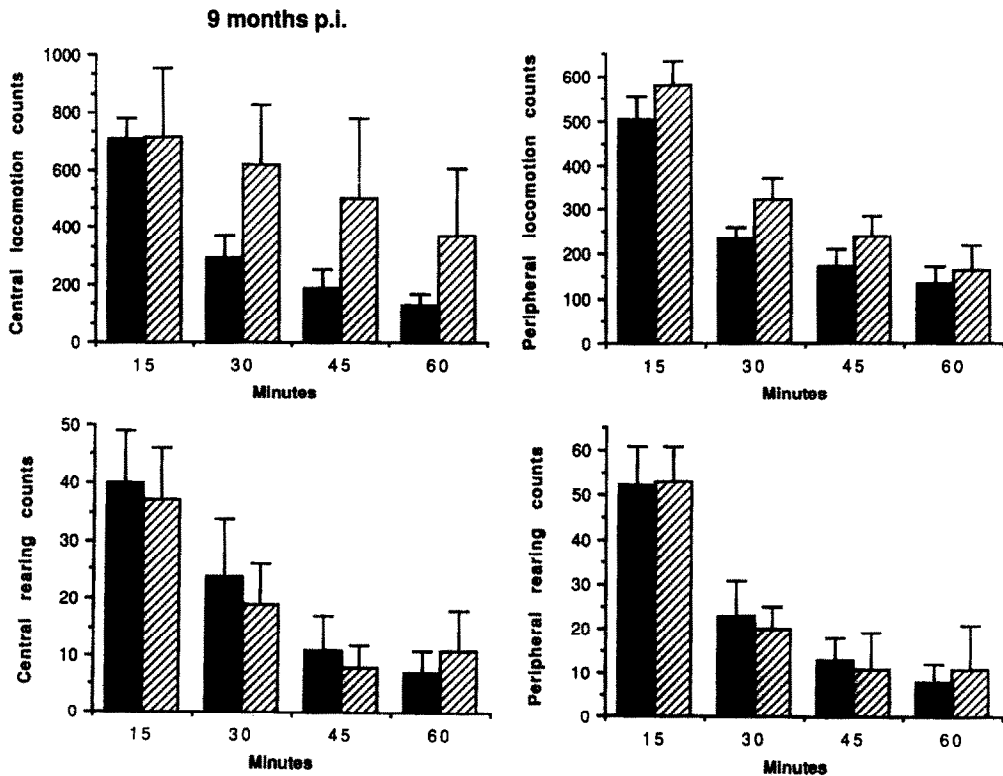 9 months p.i.
Central locomotion counts
1000
800
600
400
200
0
15 30 45 60
Minutes
Peripheral locomotion counts
600
500
400
300
200
100
0
15 30 45 60
Minutes
Central rearing counts
50
40
30
20
10
0
15 30 45 60
Minutes
Peripheral rearing counts
60
50
40
30
20
10
0
15 30 45 60
Minutes